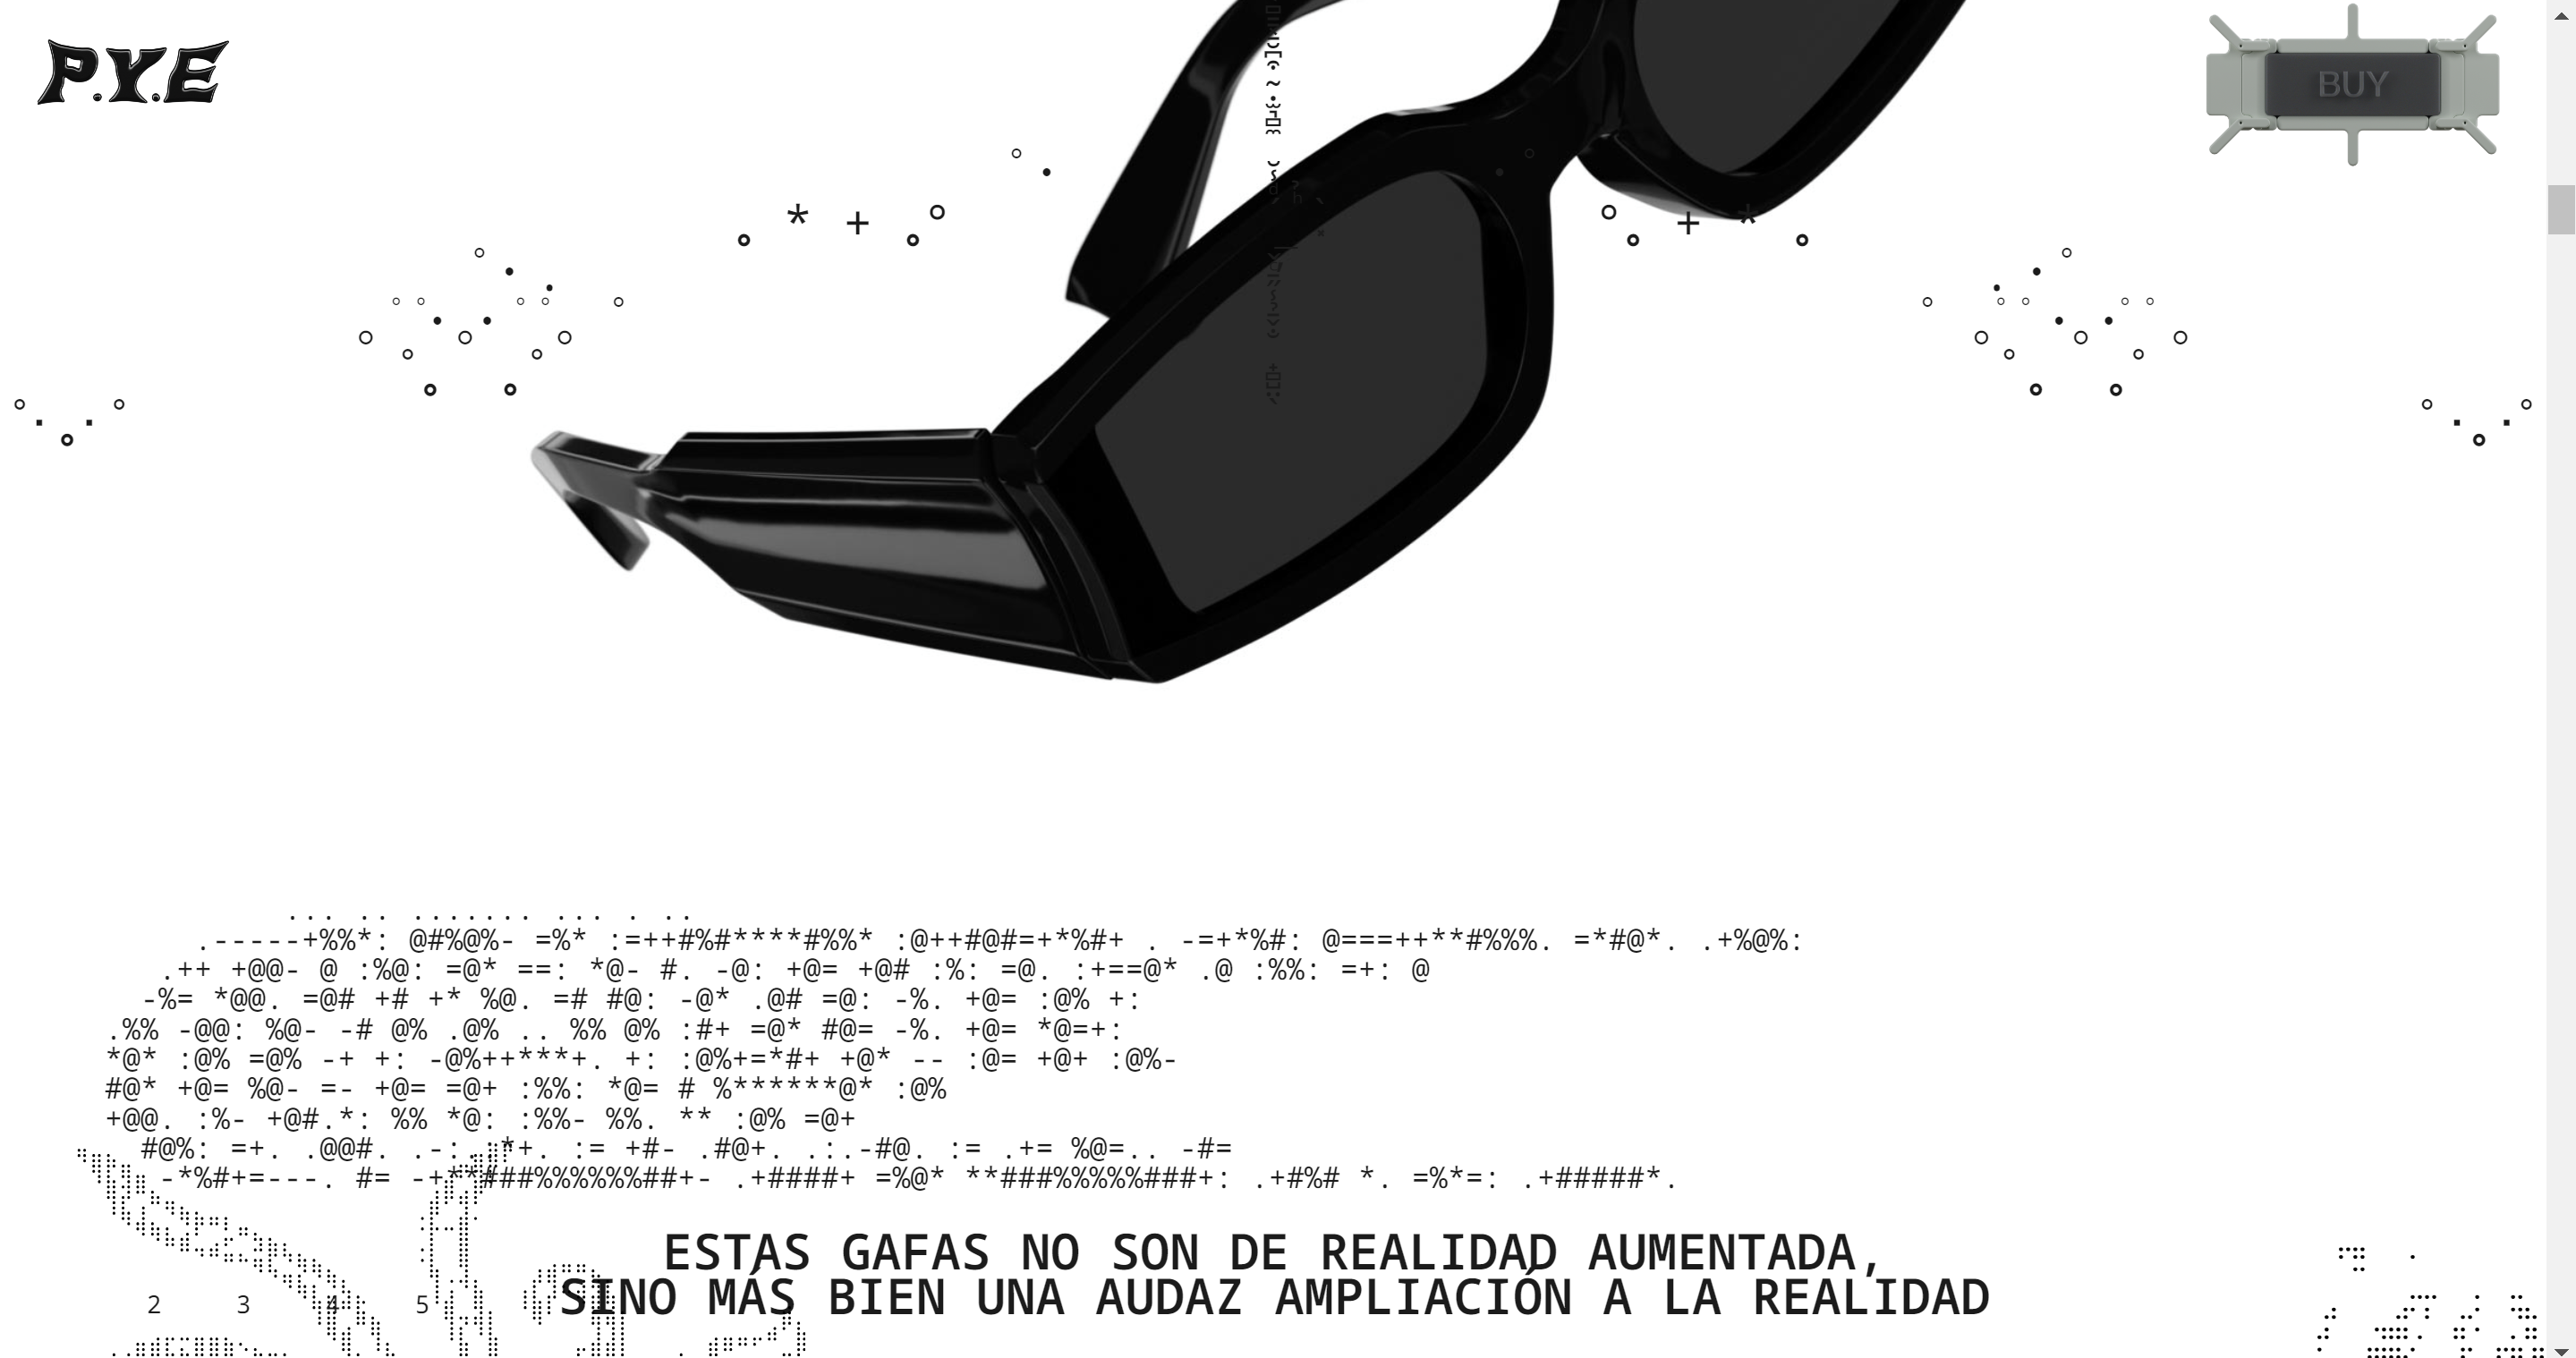 P.Y.E
BUY
ESTAS GAFAS NO SON DE REALIDAD AUMENTADA,
SINO MÁS BIEN UNA AUDAZ AMPLIACIÓN A LA REALIDAD
2 3 4 5